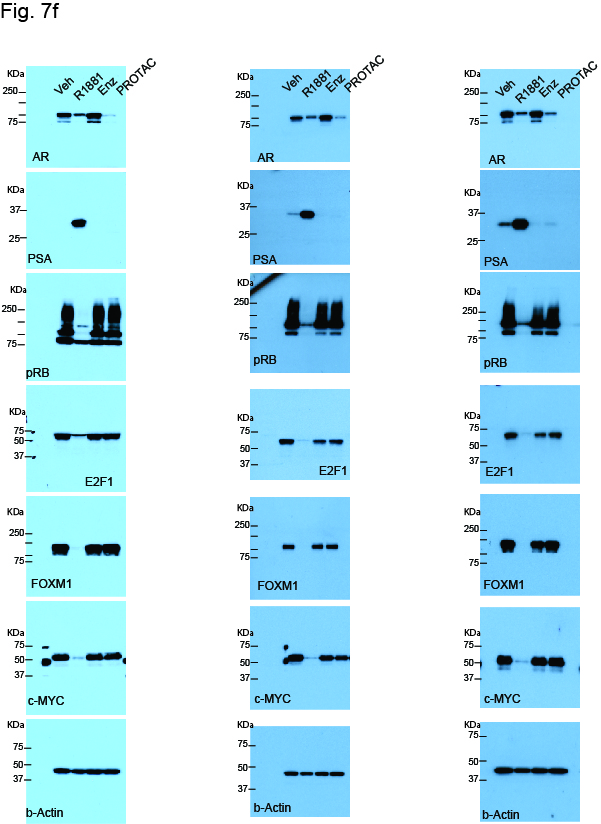 Fig. 7f
KDa
Veh
R1881
Enz
PROTAC
250
75
AR
KDa
37
25
PSA
KDa
250
75
pRB
KDa
75
50
37
E2F1
KDa
250
75
FOXM1
KDa
75
50
37
c-MYC
KDa
75
50
37
b-Actin
KDa
Veh
R1881
Enz
PROTAC
250
75
AR
KDa
37
25
PSA
KDa
250
75
pRB
KDa
75
50
37
E2F1
KDa
250
75
FOXM1
KDa
75
50
37
c-MYC
KDa
75
50
37
b-Actin
KDa
Veh
R1881
Enz
PROTAC
250
75
AR
KDa
37
25
PSA
KDa
250
75
pRB
KDa
75
50
37
E2F1
KDa
250
75
FOXM1
KDa
75
50
37
c-MYC
KDa
75
50
37
b-Actin